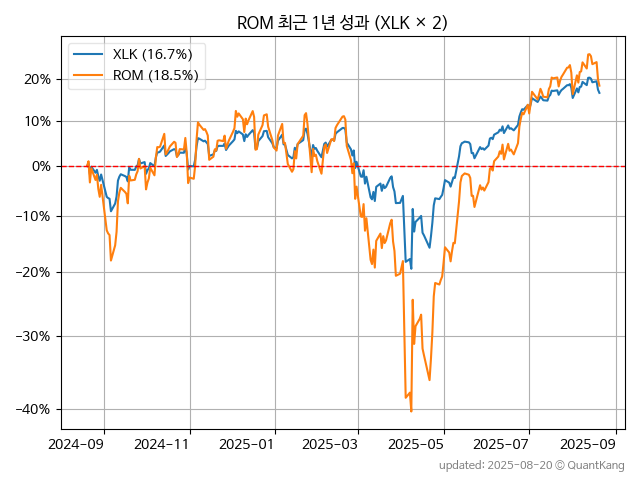 ROM 최근 1년 성과 (XLK × 2)
XLK (16.7%)
ROM (18.5%)
20%
10%
0%
−10%
−20%
−30%
−40%
2024-09 2024-11 2025-01 2025-03 2025-05 2025-07 2025-09
updated: 2025-08-20 © QuantKang